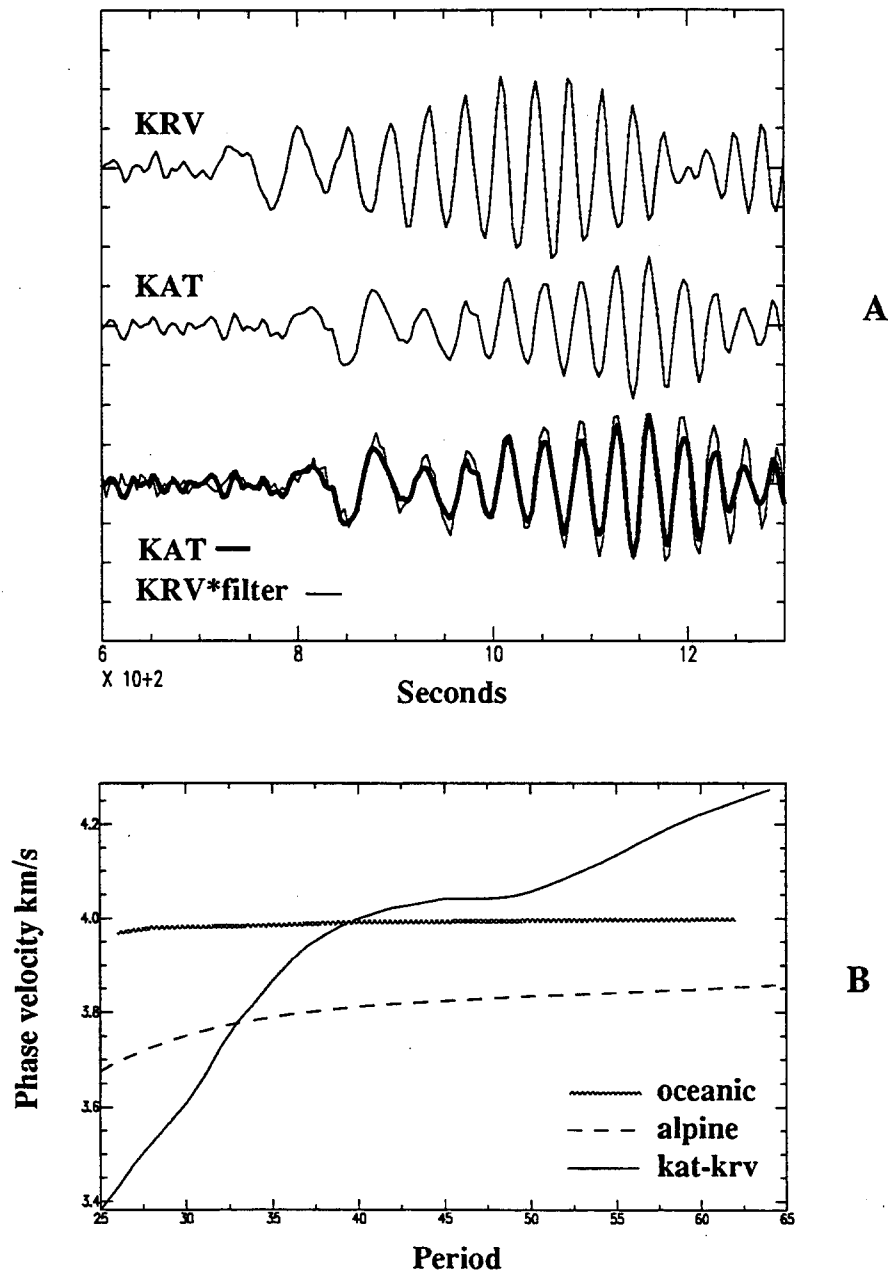 KRV
KAT
A
KAT
KRV*filter
6
8
10
12
X 10+2
Seconds
4.2
4.0
3.8
3.6
3.4
Phase velocity km/s
B
oceanic
alpine
kat-krv
25
30
35
40
45
50
55
60
65
Period